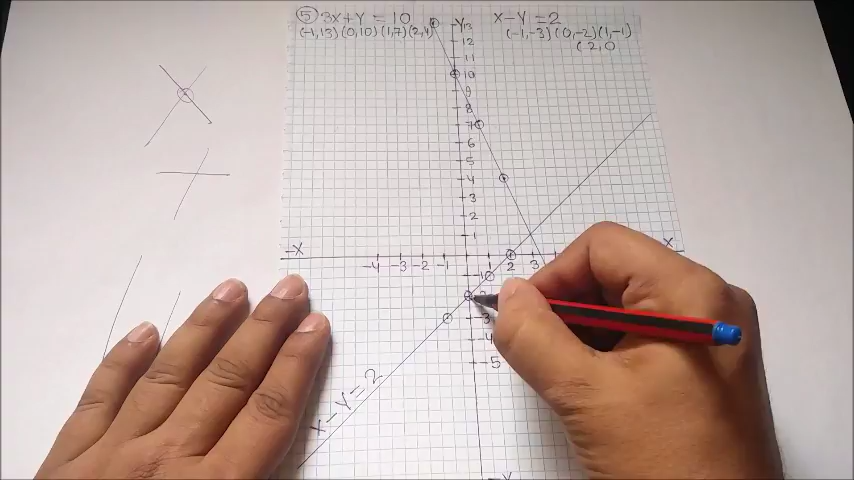 ⑤ 3x+Y=10
(-1,13)(0,10)(1,7)(2,4)
x-Y=2
(-1,-3)(0,-2)(1,-1)
(2,0
Y
13
12
11
10
9
8
7
6
5
4
3
2
1
-X
X
-4 -3 -2 -1
2 3
-1
-4
-5
x-Y=2
-Y